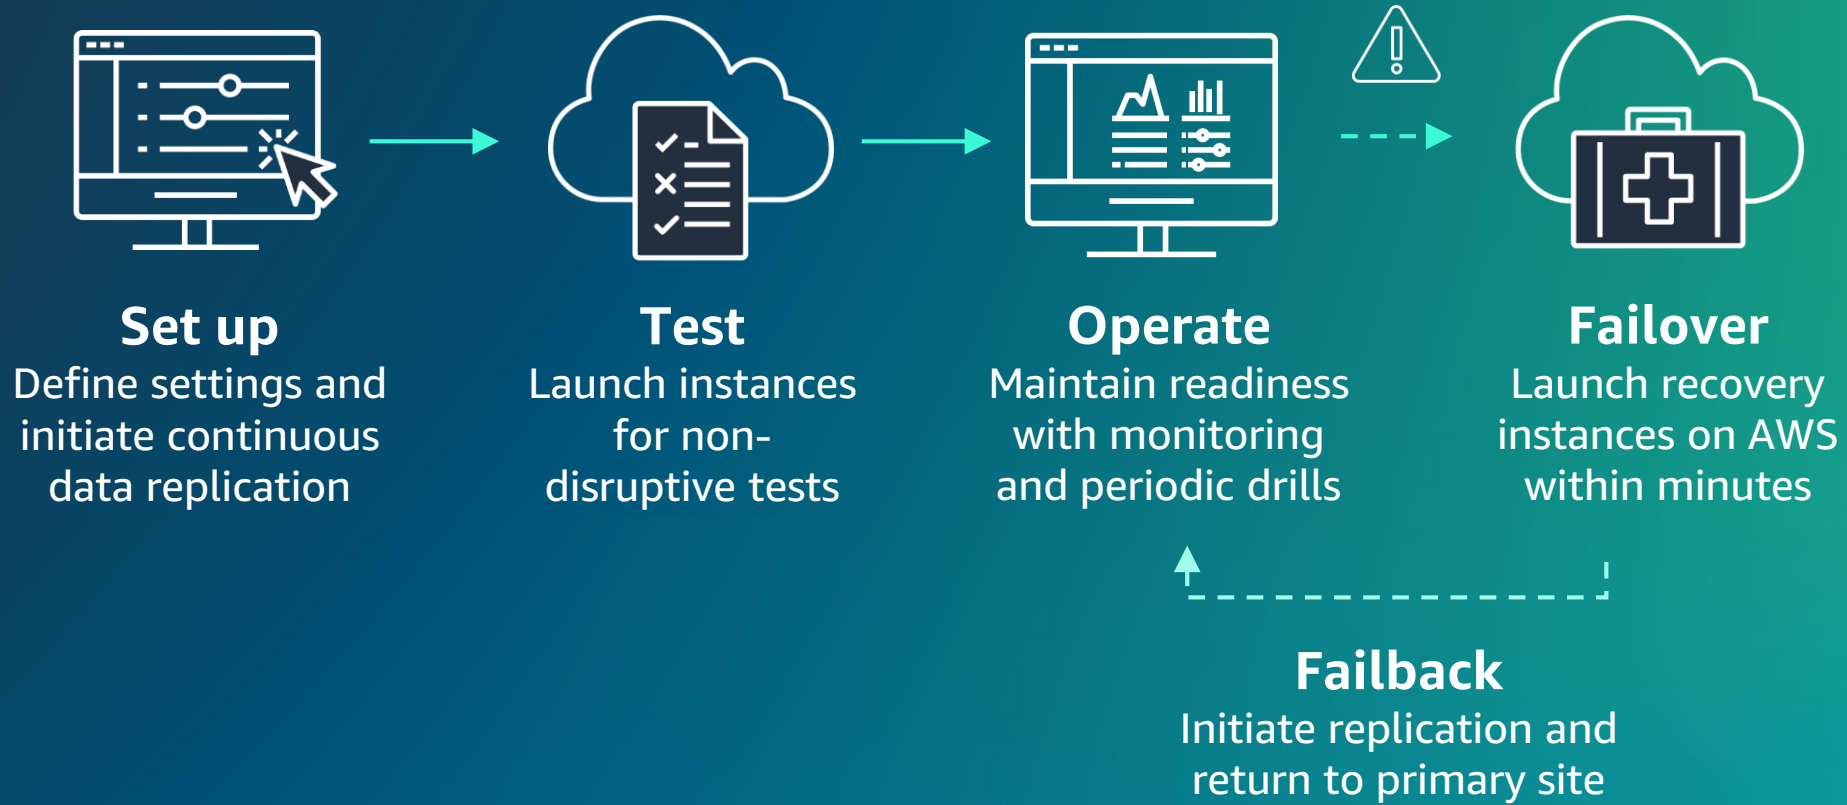 Set up
Define settings and
initiate continuous
data replication
Test
Launch instances
for non-
disruptive tests
Operate
Maintain readiness
with monitoring
and periodic drills
Failover
Launch recovery
instances on AWS
within minutes
Failback
Initiate replication and
return to primary site